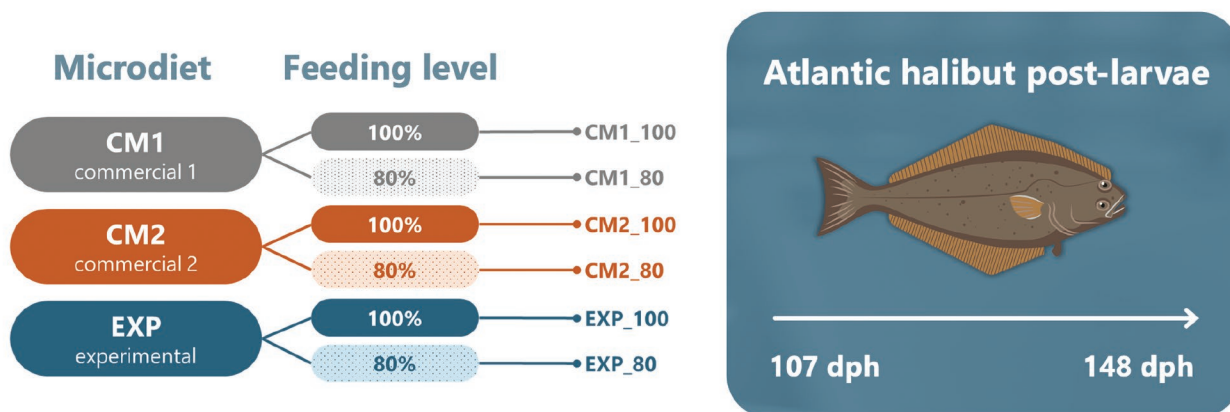 Microdiet
Feeding level
CM1
commercial 1
100%
CM1_100
80%
CM1_80
CM2
commercial 2
100%
CM2_100
80%
CM2_80
EXP
experimental
100%
EXP_100
80%
EXP_80
Atlantic halibut post-larvae
107 dph
148 dph